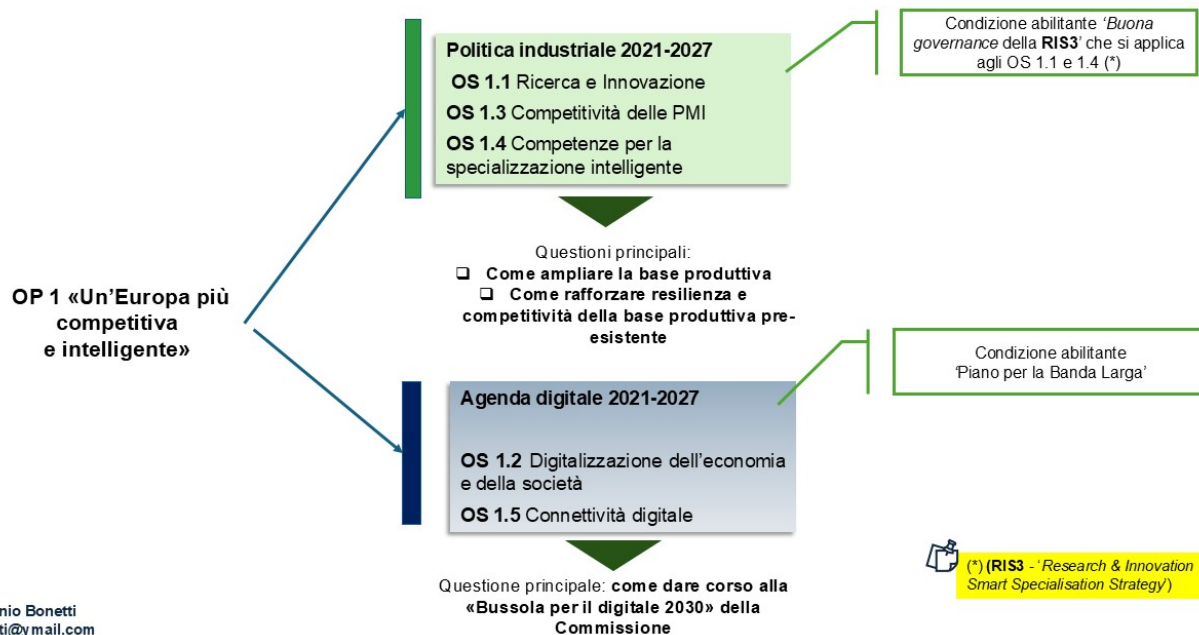 Condizione abilitante ‘Buona
governance della RIS3’ che si applica
agli OS 1.1 e 1.4 (*)
Politica industriale 2021-2027
OS 1.1 Ricerca e Innovazione
OS 1.3 Competitività delle PMI
OS 1.4 Competenze per la
specializzazione intelligente
Questioni principali:
❑ Come ampliare la base produttiva
❑ Come rafforzare resilienza e
competitività della base produttiva pre-
esistente
OP 1 «Un’Europa più
competitiva
e intelligente»
Condizione abilitante
‘Piano per la Banda Larga’
Agenda digitale 2021-2027
OS 1.2 Digitalizzazione dell’economia
e della società
OS 1.5 Connettività digitale
(*) (RIS3 - ‘Research & Innovation
Smart Specialisation Strategy’)
Questione principale: come dare corso alla
«Bussola per il digitale 2030» della
Commissione
nio Bonetti
ti@ymail.com